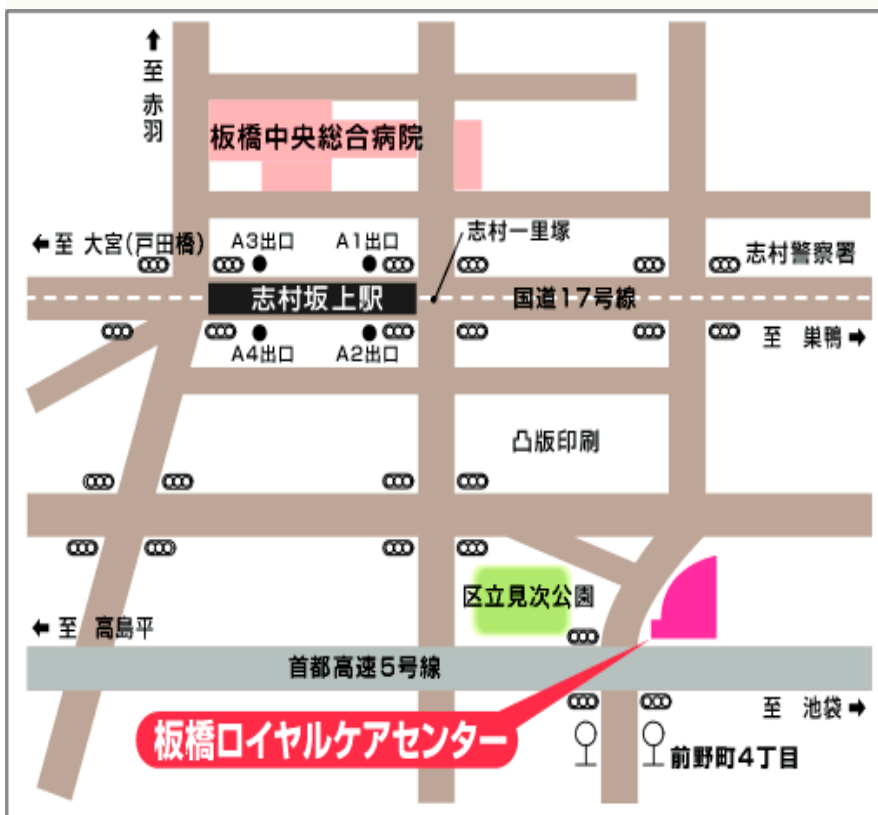 至 赤羽
板橋中央総合病院
←至 大宮(戸田橋)
A3出口
A1出口
志村一里塚
志村警察署
志村坂上駅
国道17号線
A4出口
A2出口
至 巣鴨→
凸版印刷
区立見次公園
←至 高島平
首都高速5号線
至 池袋→
板橋ロイヤルケアセンター
前野町4丁目